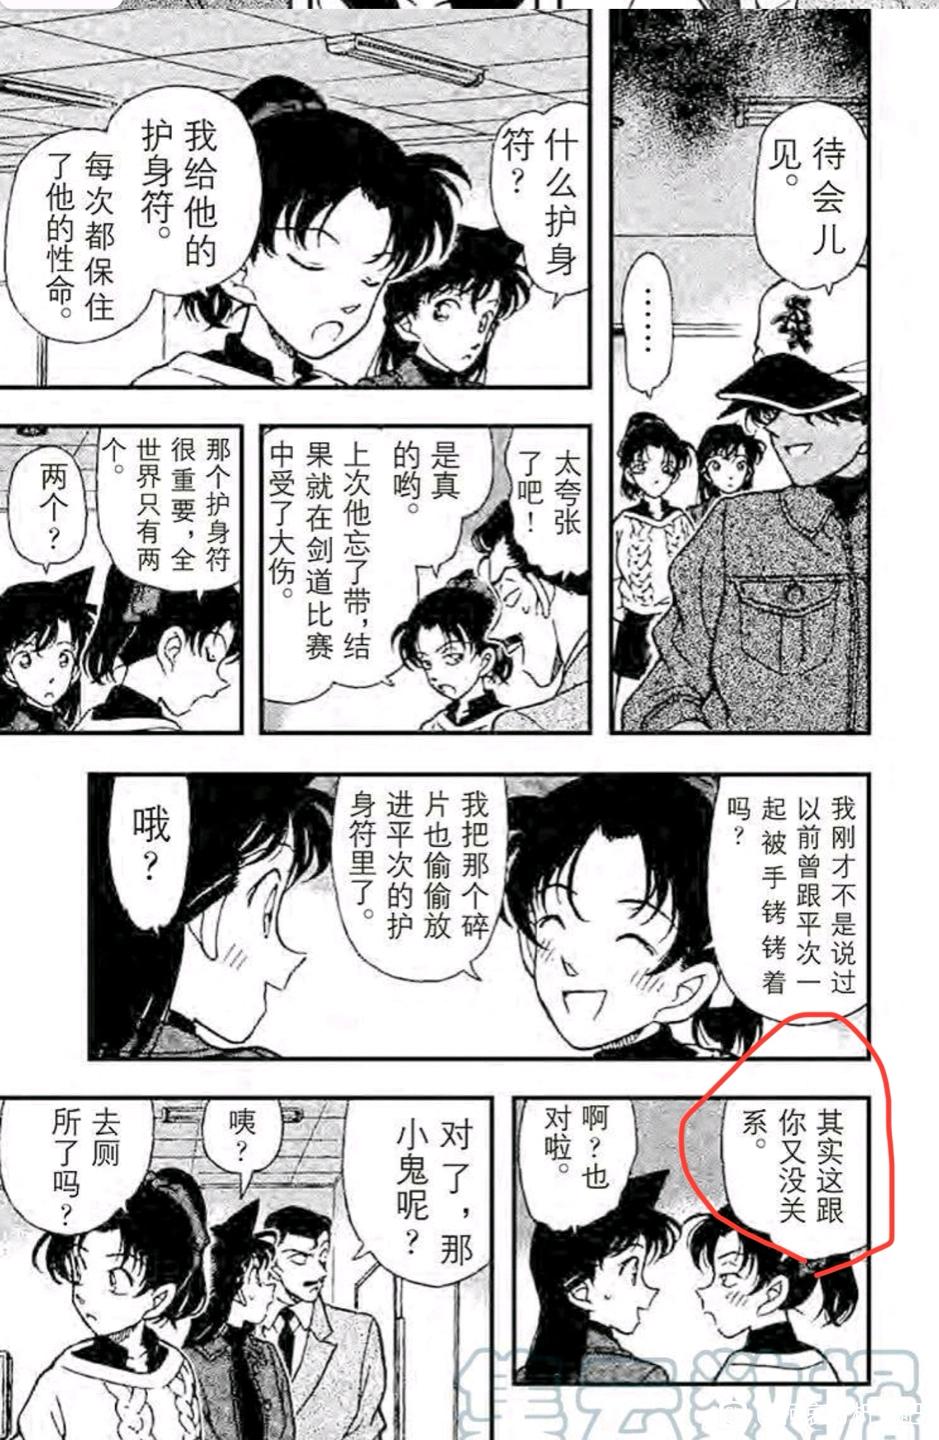 待会儿
见。
……
什么护身
符？
我给他的
护身符。
每次都保住
了他的性命。
太夸张
了吧！
是真
的哟。
上次他忘了带，结
果就在剑道比赛
中受了大伤。
那个护身符
很重要，全
世界只有两
个。
两个？
我刚才不是说过
以前曾跟平次一
起被手铐铐着
吗？
我把那个碎
片也偷偷放
进平次的护
身符里了。
哦？
其实这跟
你又没关
系。
啊？也
对啦。
对了，那
小鬼呢？
咦？
去厕
所了吗？
集云数据